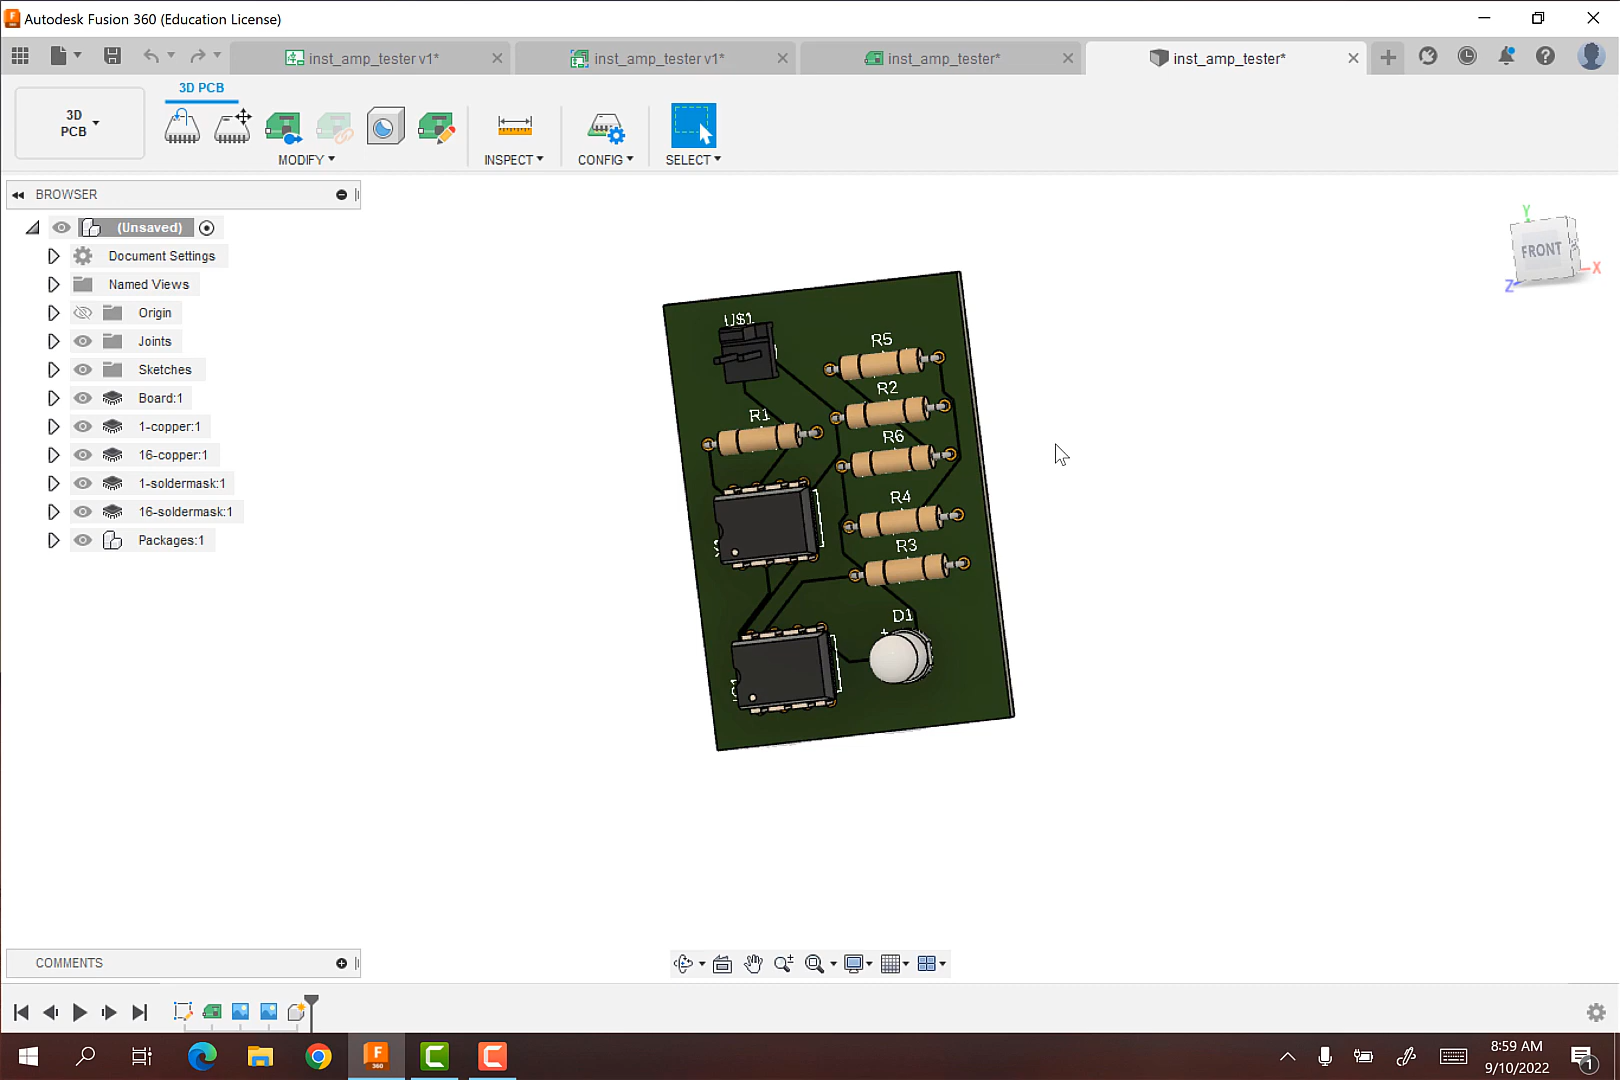 Autodesk Fusion 360 (Education License)
inst_amp_tester v1*
inst_amp_tester v1*
inst_amp_tester*
inst_amp_tester*
3D PCB
3D
PCB
MODIFY
INSPECT
CONFIG
SELECT
BROWSER
(Unsaved)
Document Settings
Named Views
Origin
Joints
Sketches
Board:1
1-copper:1
16-copper:1
1-soldermask:1
16-soldermask:1
Packages:1
U$1
R5
R2
R1
R6
R4
R3
D1
+
Y
FRONT
X
Z
COMMENTS
F
360
C
C
8:59 AM
9/10/2022
1